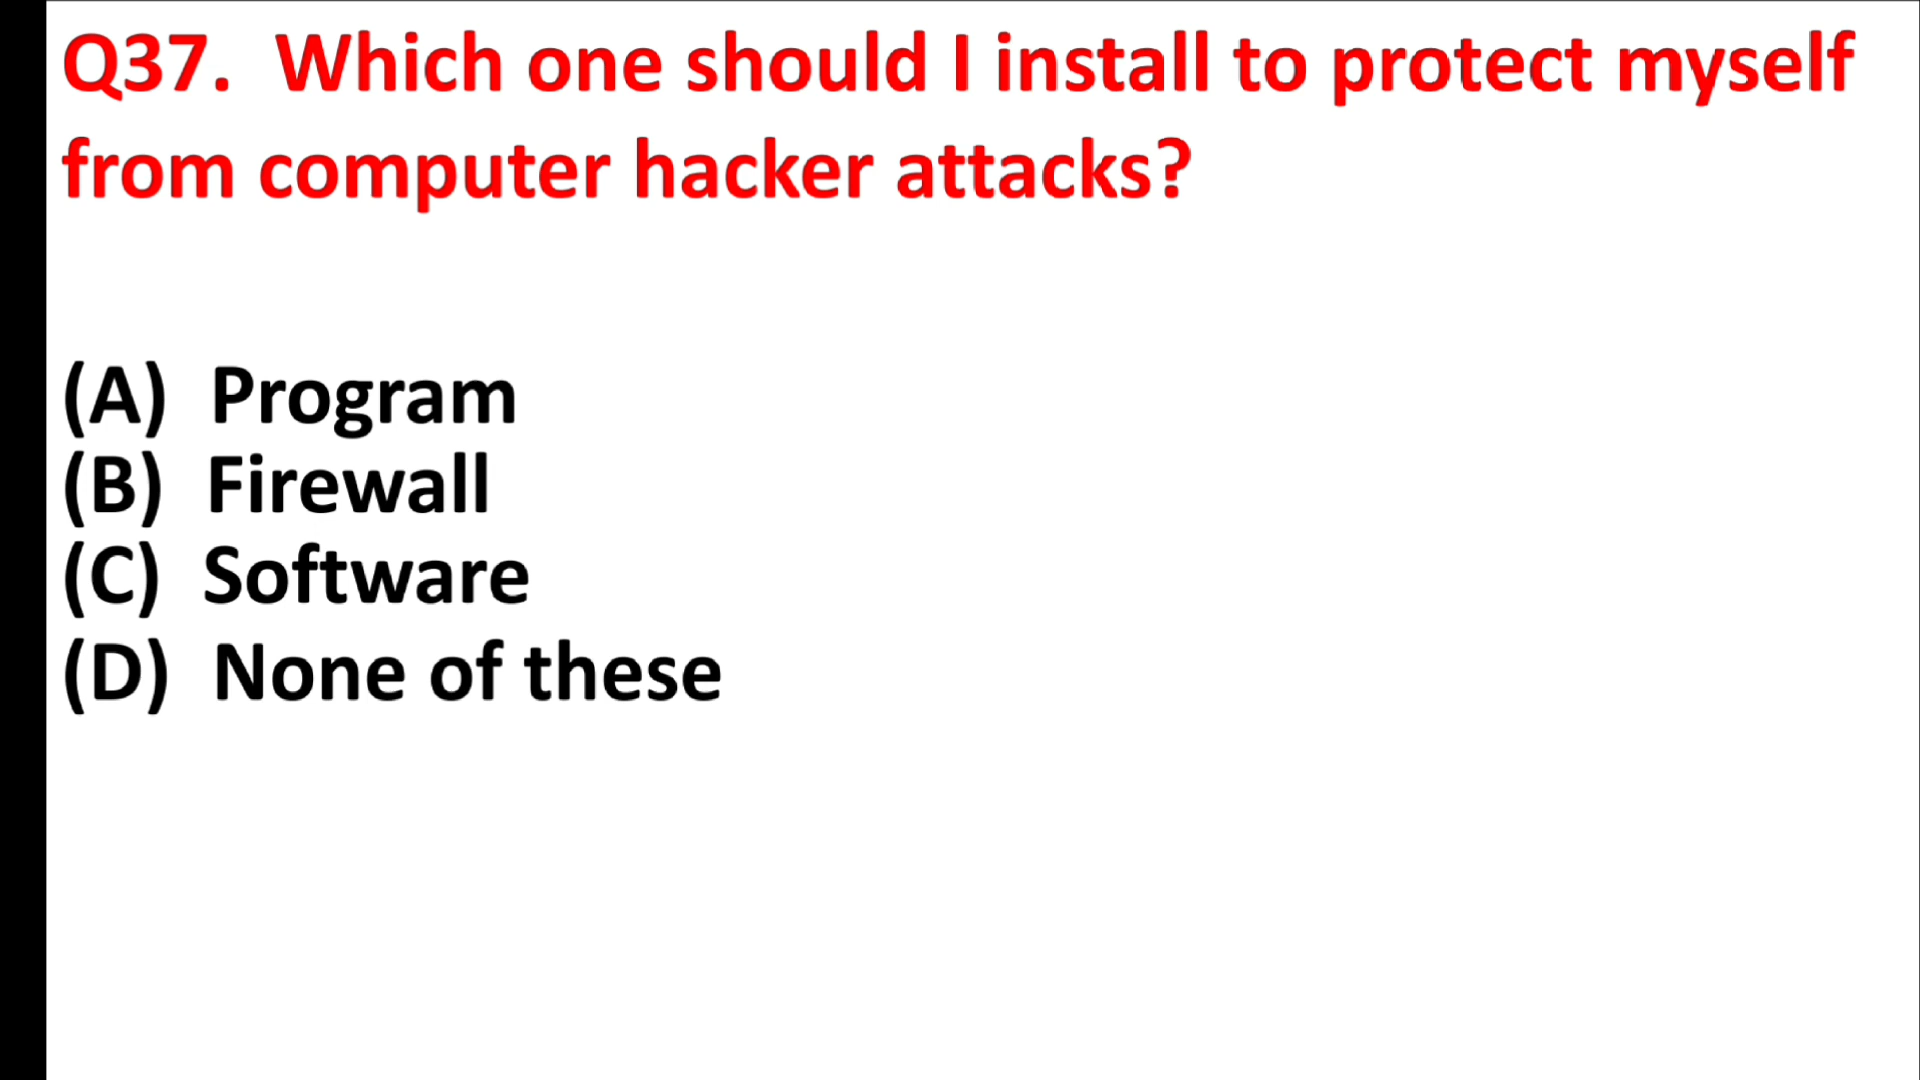 Q37. Which one should I install to protect myself
from computer hacker attacks?
(A) Program
(B) Firewall
(C) Software
(D) None of these